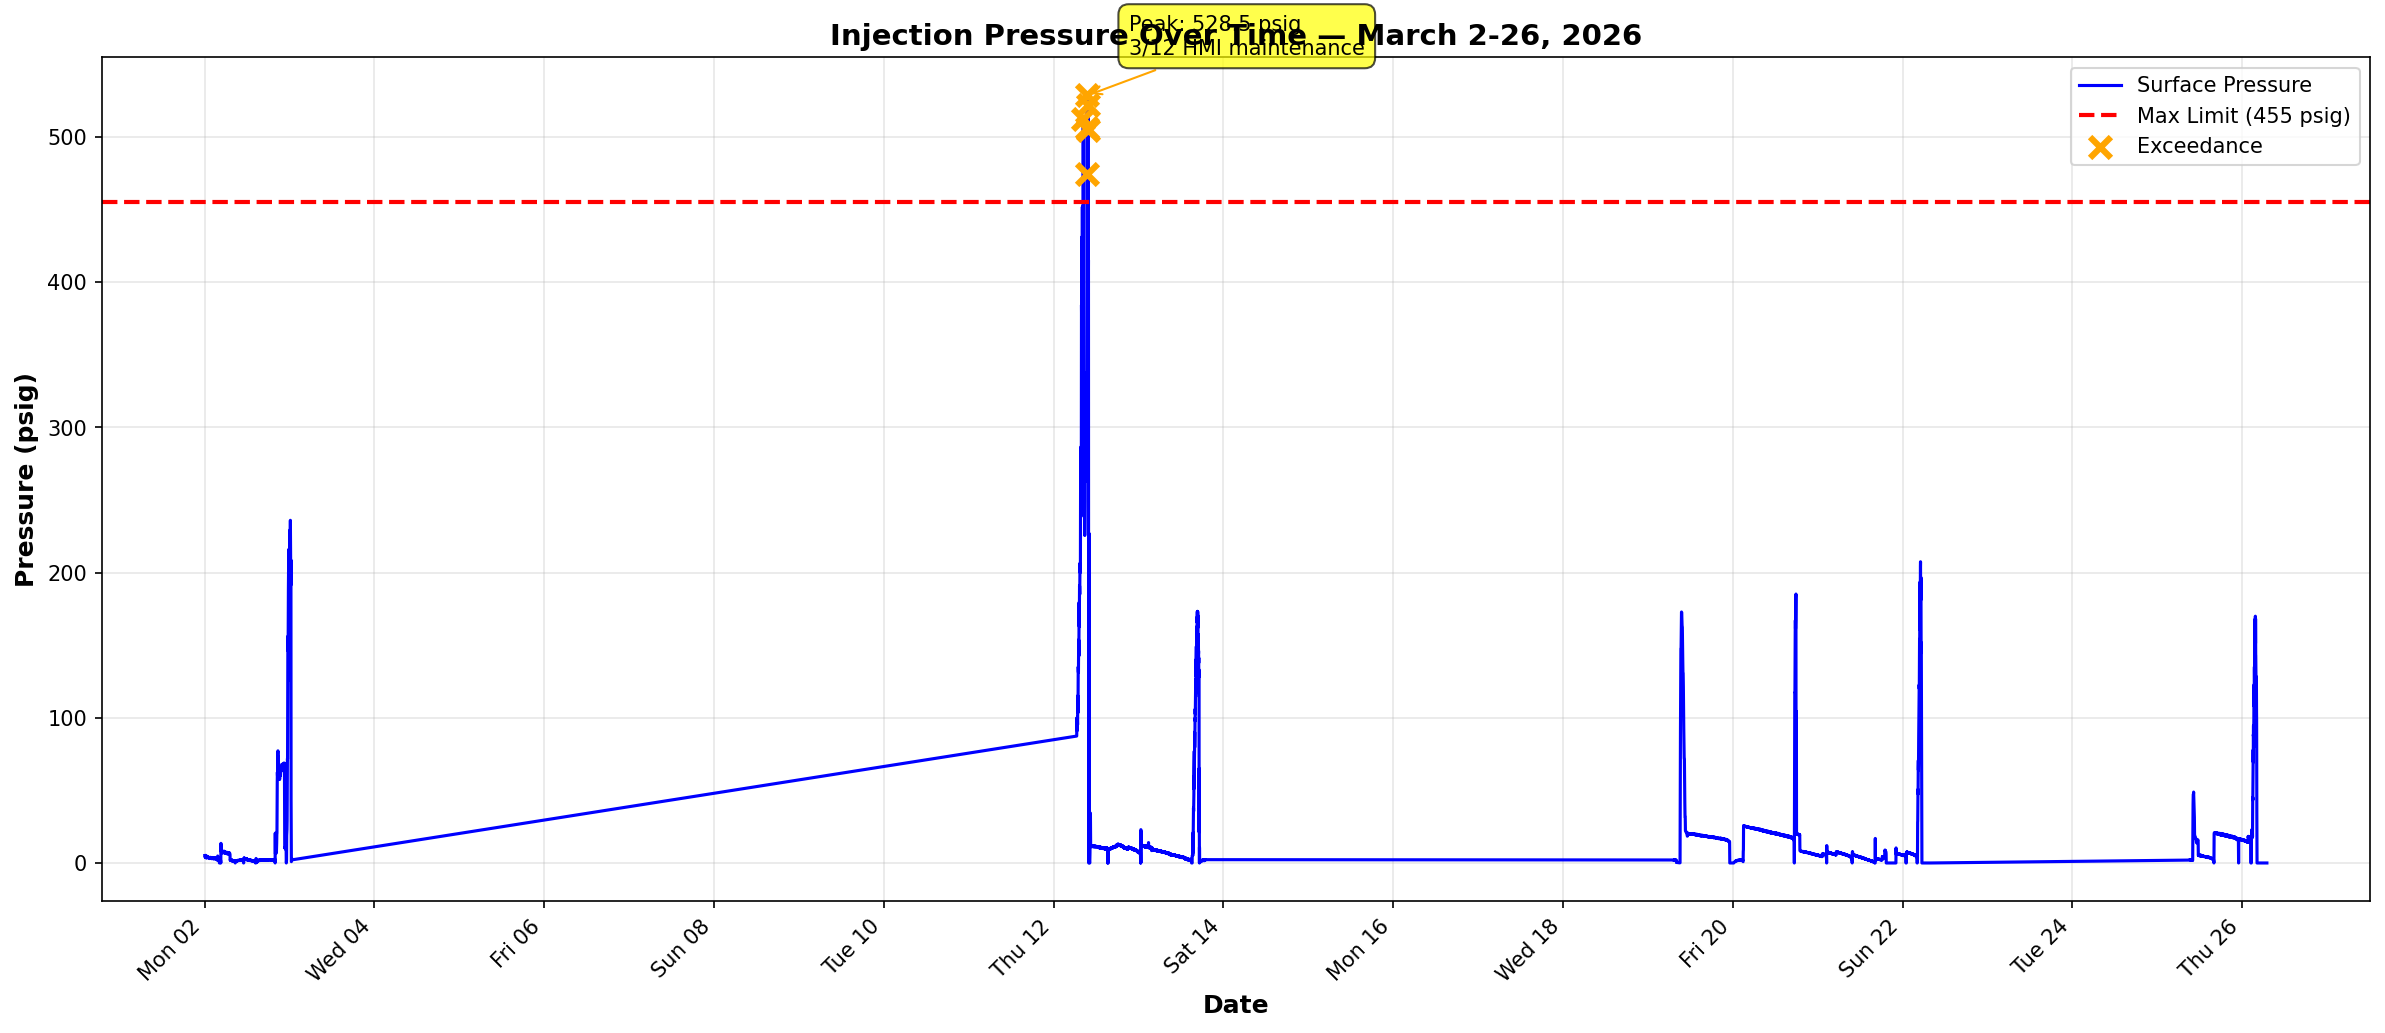 Peak: 528.5 psig
Injection Pressure Over Time — March 2-26, 2026
3/12 HMI maintenance
Surface Pressure
Max Limit (455 psig)
Exceedance
Pressure (psig)
500
400
300
200
100
0
Mon 02
Wed 04
Fri 06
Sun 08
Tue 10
Thu 12
Sat 14
Mon 16
Wed 18
Fri 20
Sun 22
Tue 24
Thu 26
Date